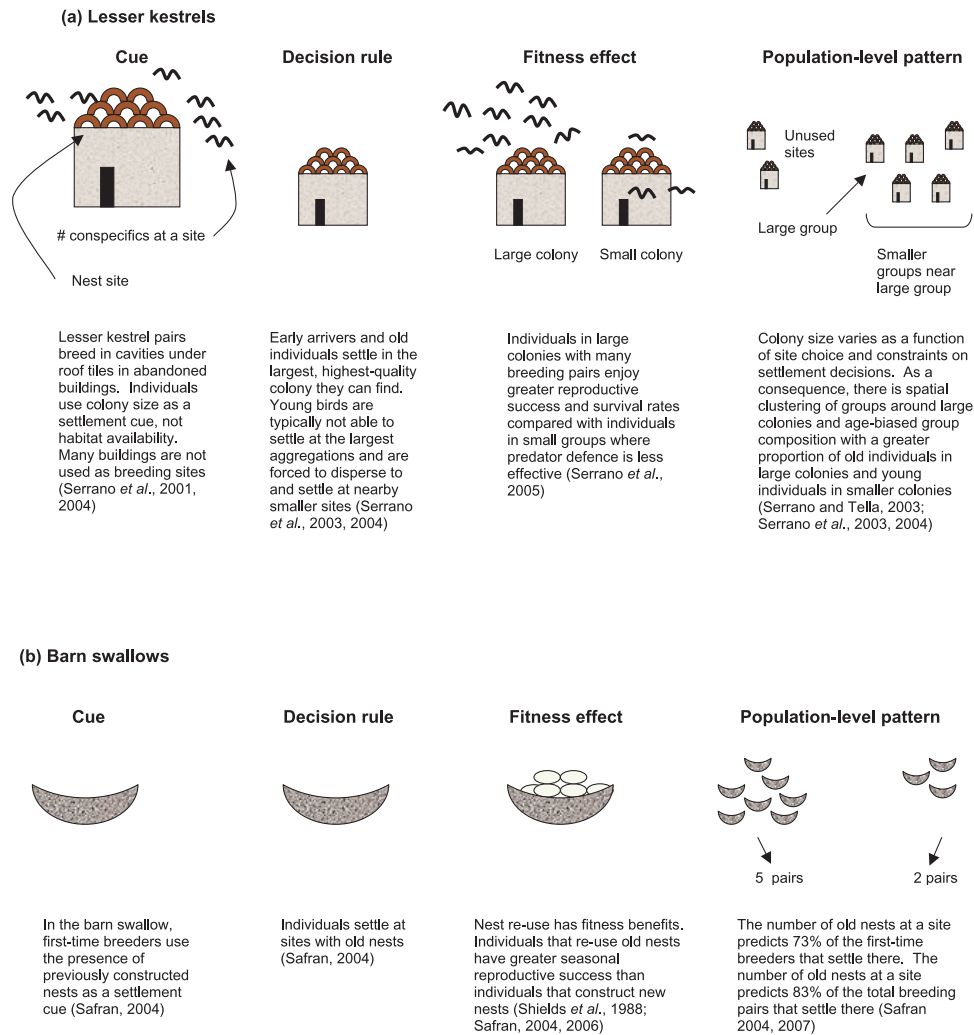 (a) Lesser kestrels
Cue
Decision rule
Fitness effect
Population-level pattern
Unused
sites
# conspecifics at a site
Nest site
Large colony
Small colony
Large group
Smaller
groups near
large group
Lesser kestrel pairs
breed in cavities under
roof tiles in abandoned
buildings. Individuals
use colony size as a
settlement cue, not
habitat availability.
Many buildings are not
used as breeding sites
(Serrano et al., 2001,
2004)
Early arrivers and old
individuals settle in the
largest, highest-quality
colony they can find.
Young birds are
typically not able to
settle at the largest
aggregations and are
forced to disperse to
and settle at nearby
smaller sites (Serrano
et al., 2003, 2004)
Individuals in large
colonies with many
breeding pairs enjoy
greater reproductive
success and survival rates
compared with individuals
in small groups where
predator defence is less
effective (Serrano et al.,
2005)
Colony size varies as a function
of site choice and constraints on
settlement decisions. As a
consequence, there is spatial
clustering of groups around large
colonies and age-biased group
composition with a greater
proportion of old individuals in
large colonies and young
individuals in smaller colonies
(Serrano and Tella, 2003;
Serrano et al., 2003, 2004)
(b) Barn swallows
Cue
Decision rule
Fitness effect
Population-level pattern
5 pairs
2 pairs
In the barn swallow,
first-time breeders use
the presence of
previously constructed
nests as a settlement
cue (Safran, 2004)
Individuals settle at
sites with old nests
(Safran, 2004)
Nest re-use has fitness benefits.
Individuals that re-use old nests
have greater seasonal
reproductive success than
individuals that construct new
nests (Shields et al., 1988;
Safran, 2004, 2006)
The number of old nests at a site
predicts 73% of the first-time
breeders that settle there. The
number of old nests at a site
predicts 83% of the total breeding
pairs that settle there (Safran
2004, 2007)